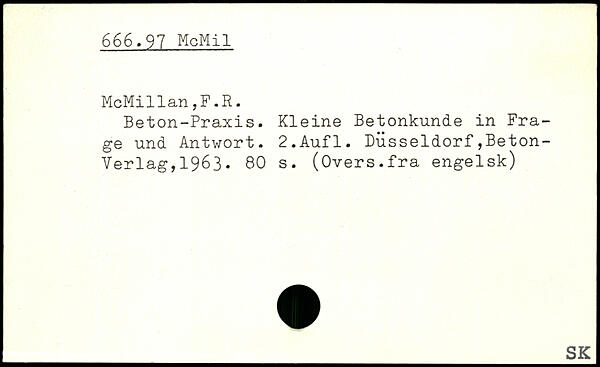 666.97 McMil
McMillan,F.R.
Beton-Praxis. Kleine Betonkunde in Fra-
ge und Antwort. 2.Aufl. Düsseldorf,Beton-
Verlag,1963. 80 s. (Overs.fra engelsk)
SK